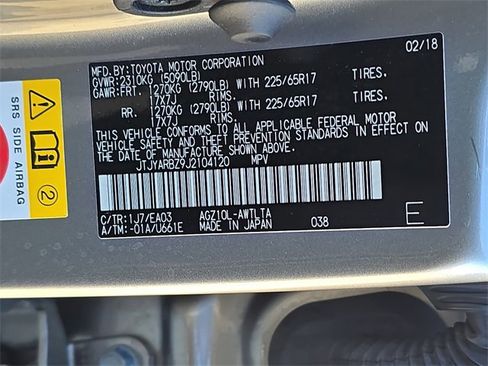 MFD.BY:TOYOTA MOTOR CORPORATION 02/18
GVWR:2310KG (5090LB)
GAWR:FRT. 1270KG (2790LB) WITH 225/65R17 TIRES.
17X7J RIMS.
RR. 1270KG (2790LB) WITH 225/65R17 TIRES.
17X7J RIMS.
THIS VEHICLE CONFORMS TO ALL APPLICABLE FEDERAL MOTOR
VEHICLE SAFETY AND THEFT PREVENTION STANDARDS IN EFFECT ON
THE DATE OF MANUFACTURE SHOWN ABOVE.
JTJYARBZ9J2104120 MPV
C/TR:1J7/EA03 AGZ10L-AWTLTA
A/TM:-01A/U661E MADE IN JAPAN 038 E
SRS SIDE AIRBAG